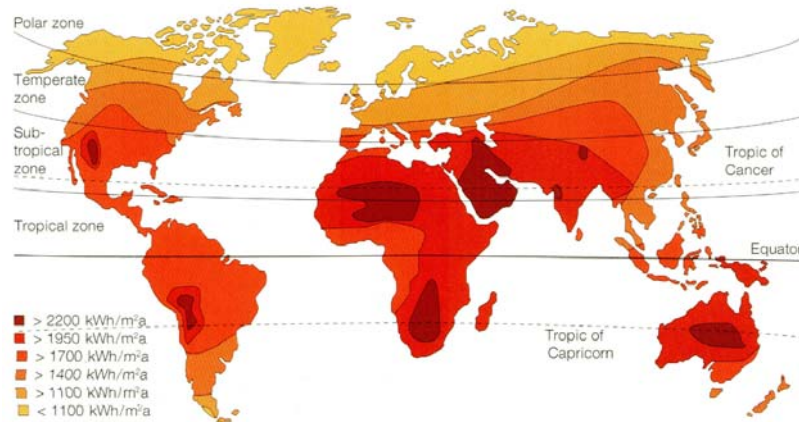 Polar zone
Temperate
zone
Sub-
tropical
zone
Tropic of
Cancer
Tropical zone
Equator
Tropic of
Capricorn
> 2200 kWh/m²a
> 1950 kWh/m²a
> 1700 kWh/m²a
> 1400 kWh/m²a
> 1100 kWh/m²a
< 1100 kWh/m²a